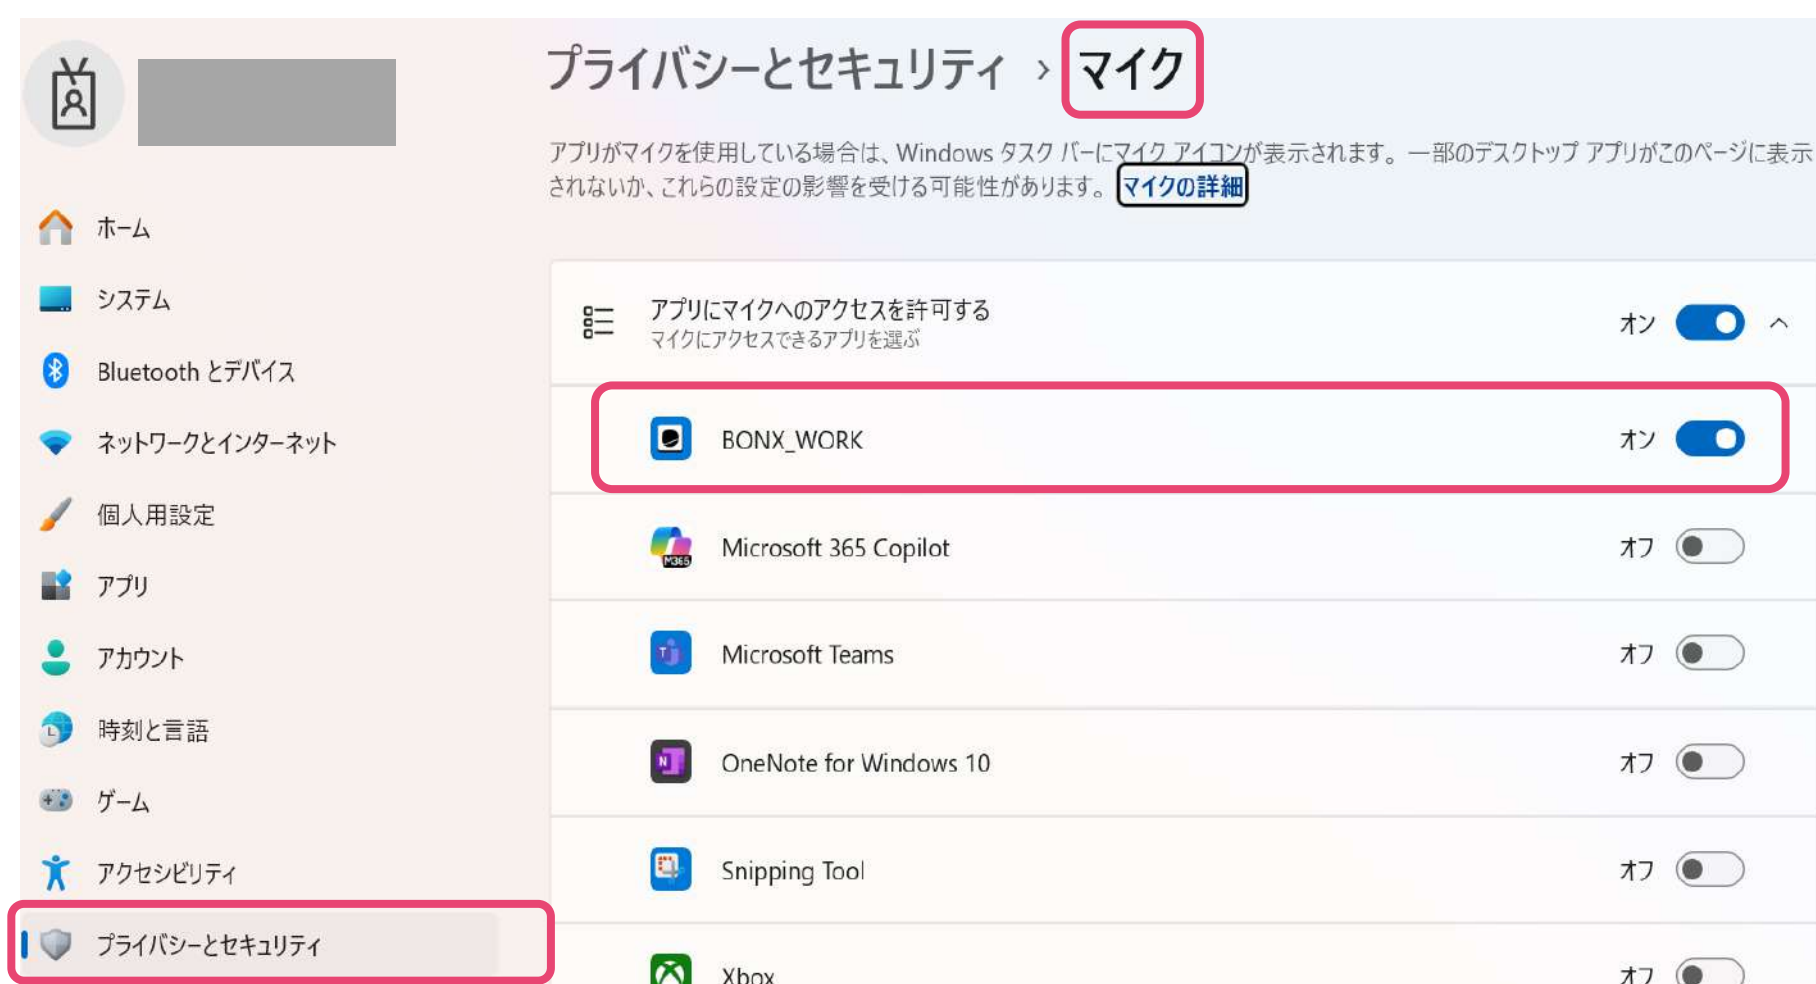 プライバシーとセキュリティ › マイク
アプリがマイクを使用している場合は、Windows タスク バーにマイク アイコンが表示されます。一部のデスクトップ アプリがこのページに表示
されないか、これらの設定の影響を受ける可能性があります。 マイクの詳細
ホーム
システム
Bluetooth とデバイス
ネットワークとインターネット
個人用設定
アプリ
アカウント
時刻と言語
ゲーム
アクセシビリティ
プライバシーとセキュリティ
アプリにマイクへのアクセスを許可する
マイクにアクセスできるアプリを選ぶ
オン
BONX_WORK
オン
M365
Microsoft 365 Copilot
オフ
Microsoft Teams
オフ
N
OneNote for Windows 10
オフ
Snipping Tool
オフ
Xbox
オフ